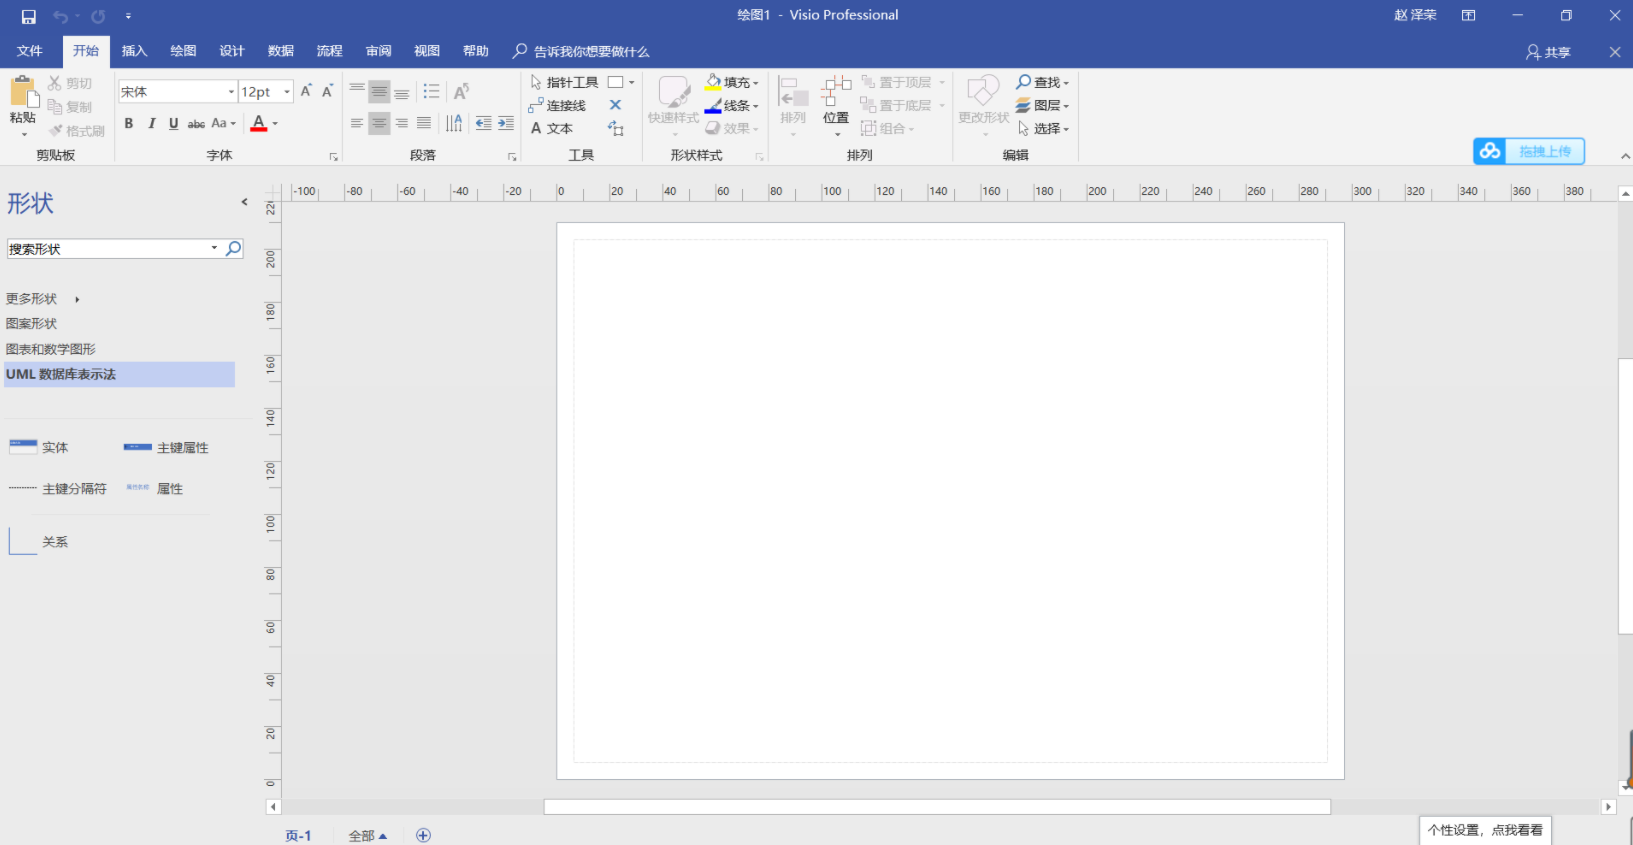 绘图1 - Visio Professional
赵 泽荣
文件 开始 插入 绘图 设计 数据 流程 审阅 视图 帮助 告诉我你想要做什么 共享
粘贴 剪切 复制 格式刷
剪贴板
宋体 12pt
B I U abc Aa A
字体
段落
指针工具
连接线
A 文本
工具
快速样式 填充 线条 效果
形状样式
排列 位置 置于顶层 置于底层 组合
排列
更改形状 查找 图层 选择
编辑
拖拽上传
形状
搜索形状
更多形状
图案形状
图表和数学图形
UML 数据库表示法
实体 主键属性
主键分隔符 属性
关系
-100 -80 -60 -40 -20 0 20 40 60 80 100 120 140 160 180 200 220 240 260 280 300 320 340 360 380
200 180 160 140 120 100 80 60 40 20 0
页-1 全部
个性设置，点我看看